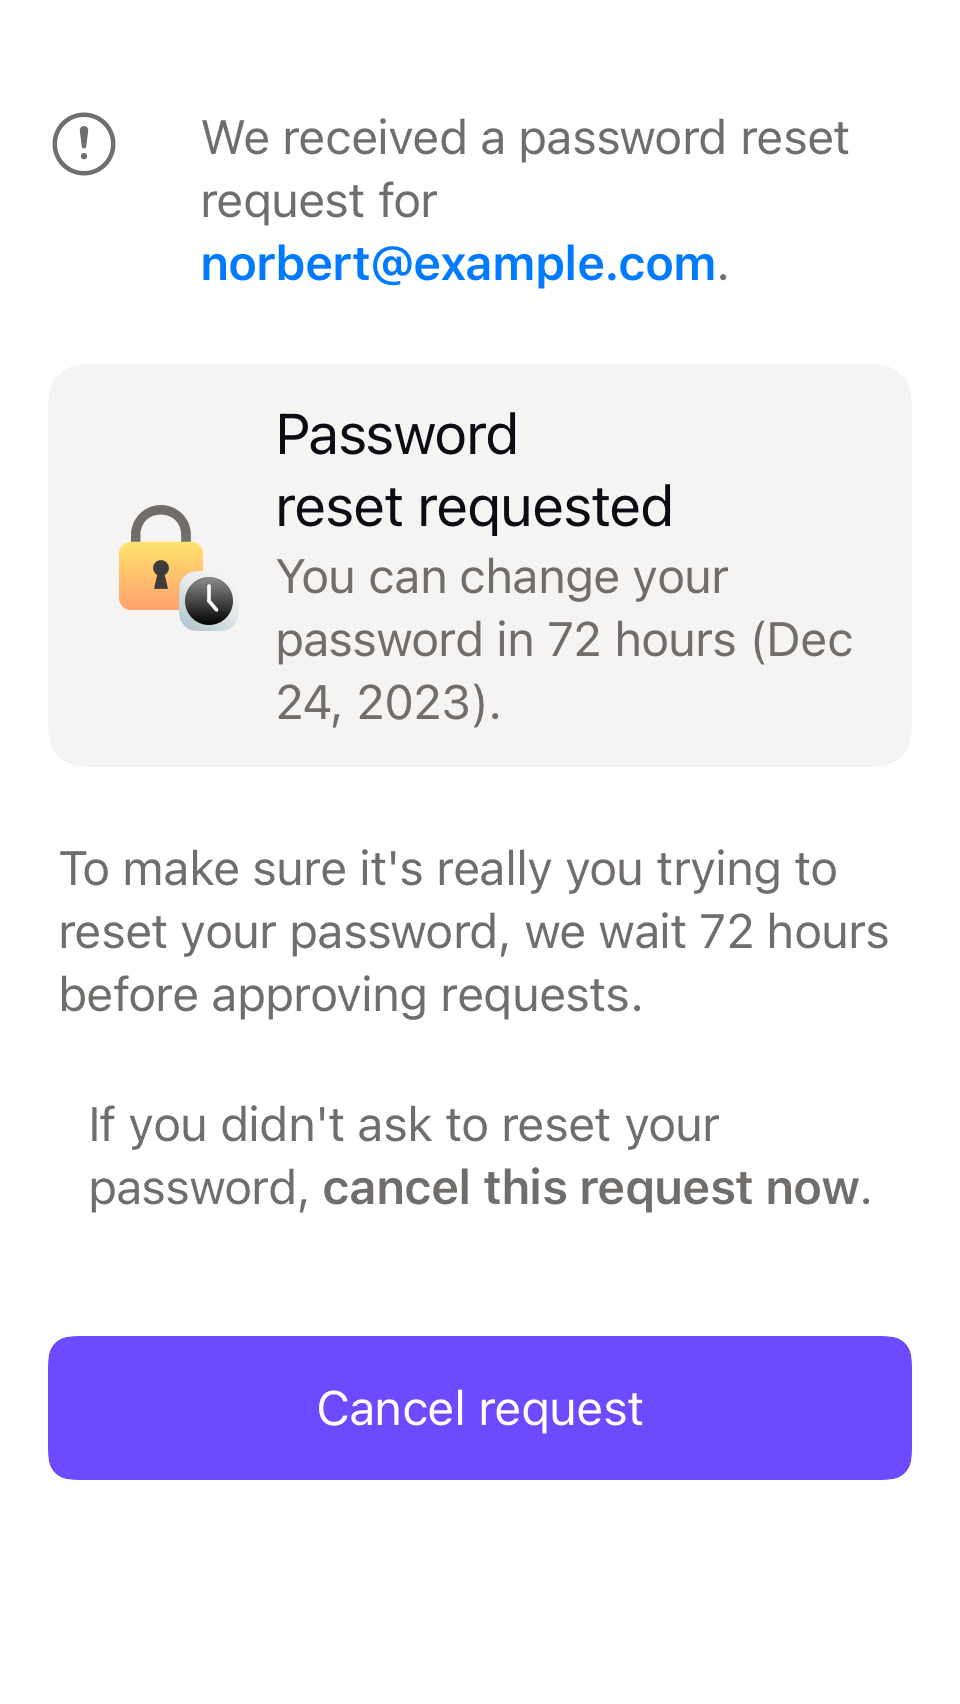 We received a password reset
request for
norbert@example.com.
Password
reset requested
You can change your
password in 72 hours (Dec
24, 2023).
To make sure it's really you trying to
reset your password, we wait 72 hours
before approving requests.
If you didn't ask to reset your
password, cancel this request now.
Cancel request